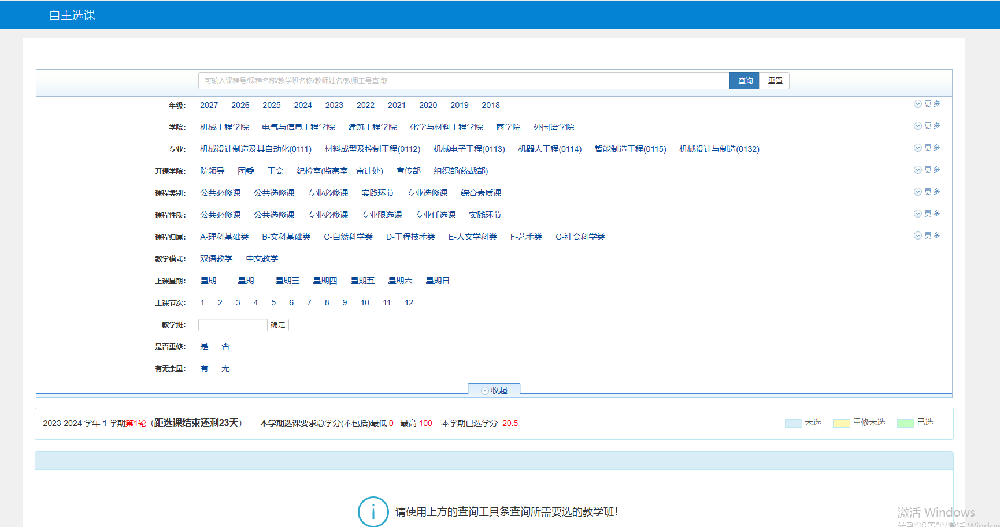 自主选课
可输入课程号/课程名称/教学班名称/教师姓名/教师工号查询! 查询 重置
年级: 2027 2026 2025 2024 2023 2022 2021 2020 2019 2018 更多
学院: 机械工程学院 电气与信息工程学院 建筑工程学院 化学与材料工程学院 商学院 外国语学院 更多
专业: 机械设计制造及其自动化(0111) 材料成型及控制工程(0112) 机械电子工程(0113) 机器人工程(0114) 智能制造工程(0115) 机械设计与制造(0132) 更多
开课学院: 院领导 团委 工会 纪检室(监察室、审计处) 宣传部 组织部(统战部) 更多
课程类别: 公共必修课 公共选修课 专业必修课 实践环节 专业选修课 综合素质课 更多
课程性质: 公共必修课 公共选修课 专业必修课 专业限选课 专业任选课 实践环节 更多
课程归属: A-理科基础类 B-文科基础类 C-自然科学类 D-工程技术类 E-人文学科类 F-艺术类 G-社会科学类 更多
教学模式: 双语教学 中文教学
上课星期: 星期一 星期二 星期三 星期四 星期五 星期六 星期日
上课节次: 1 2 3 4 5 6 7 8 9 10 11 12
教学班: 确定
是否重修: 是 否
有无余量: 有 无
收起
2023-2024 学年 1 学期第1轮（距选课结束还剩23天） 本学期选课要求总学分(不包括)最低 0 最高 100 本学期已选学分 20.5 未选 重修未选 已选
请使用上方的查询工具条查询所需要选的教学班！
激活 Windows
转到"设置"以激活 Window